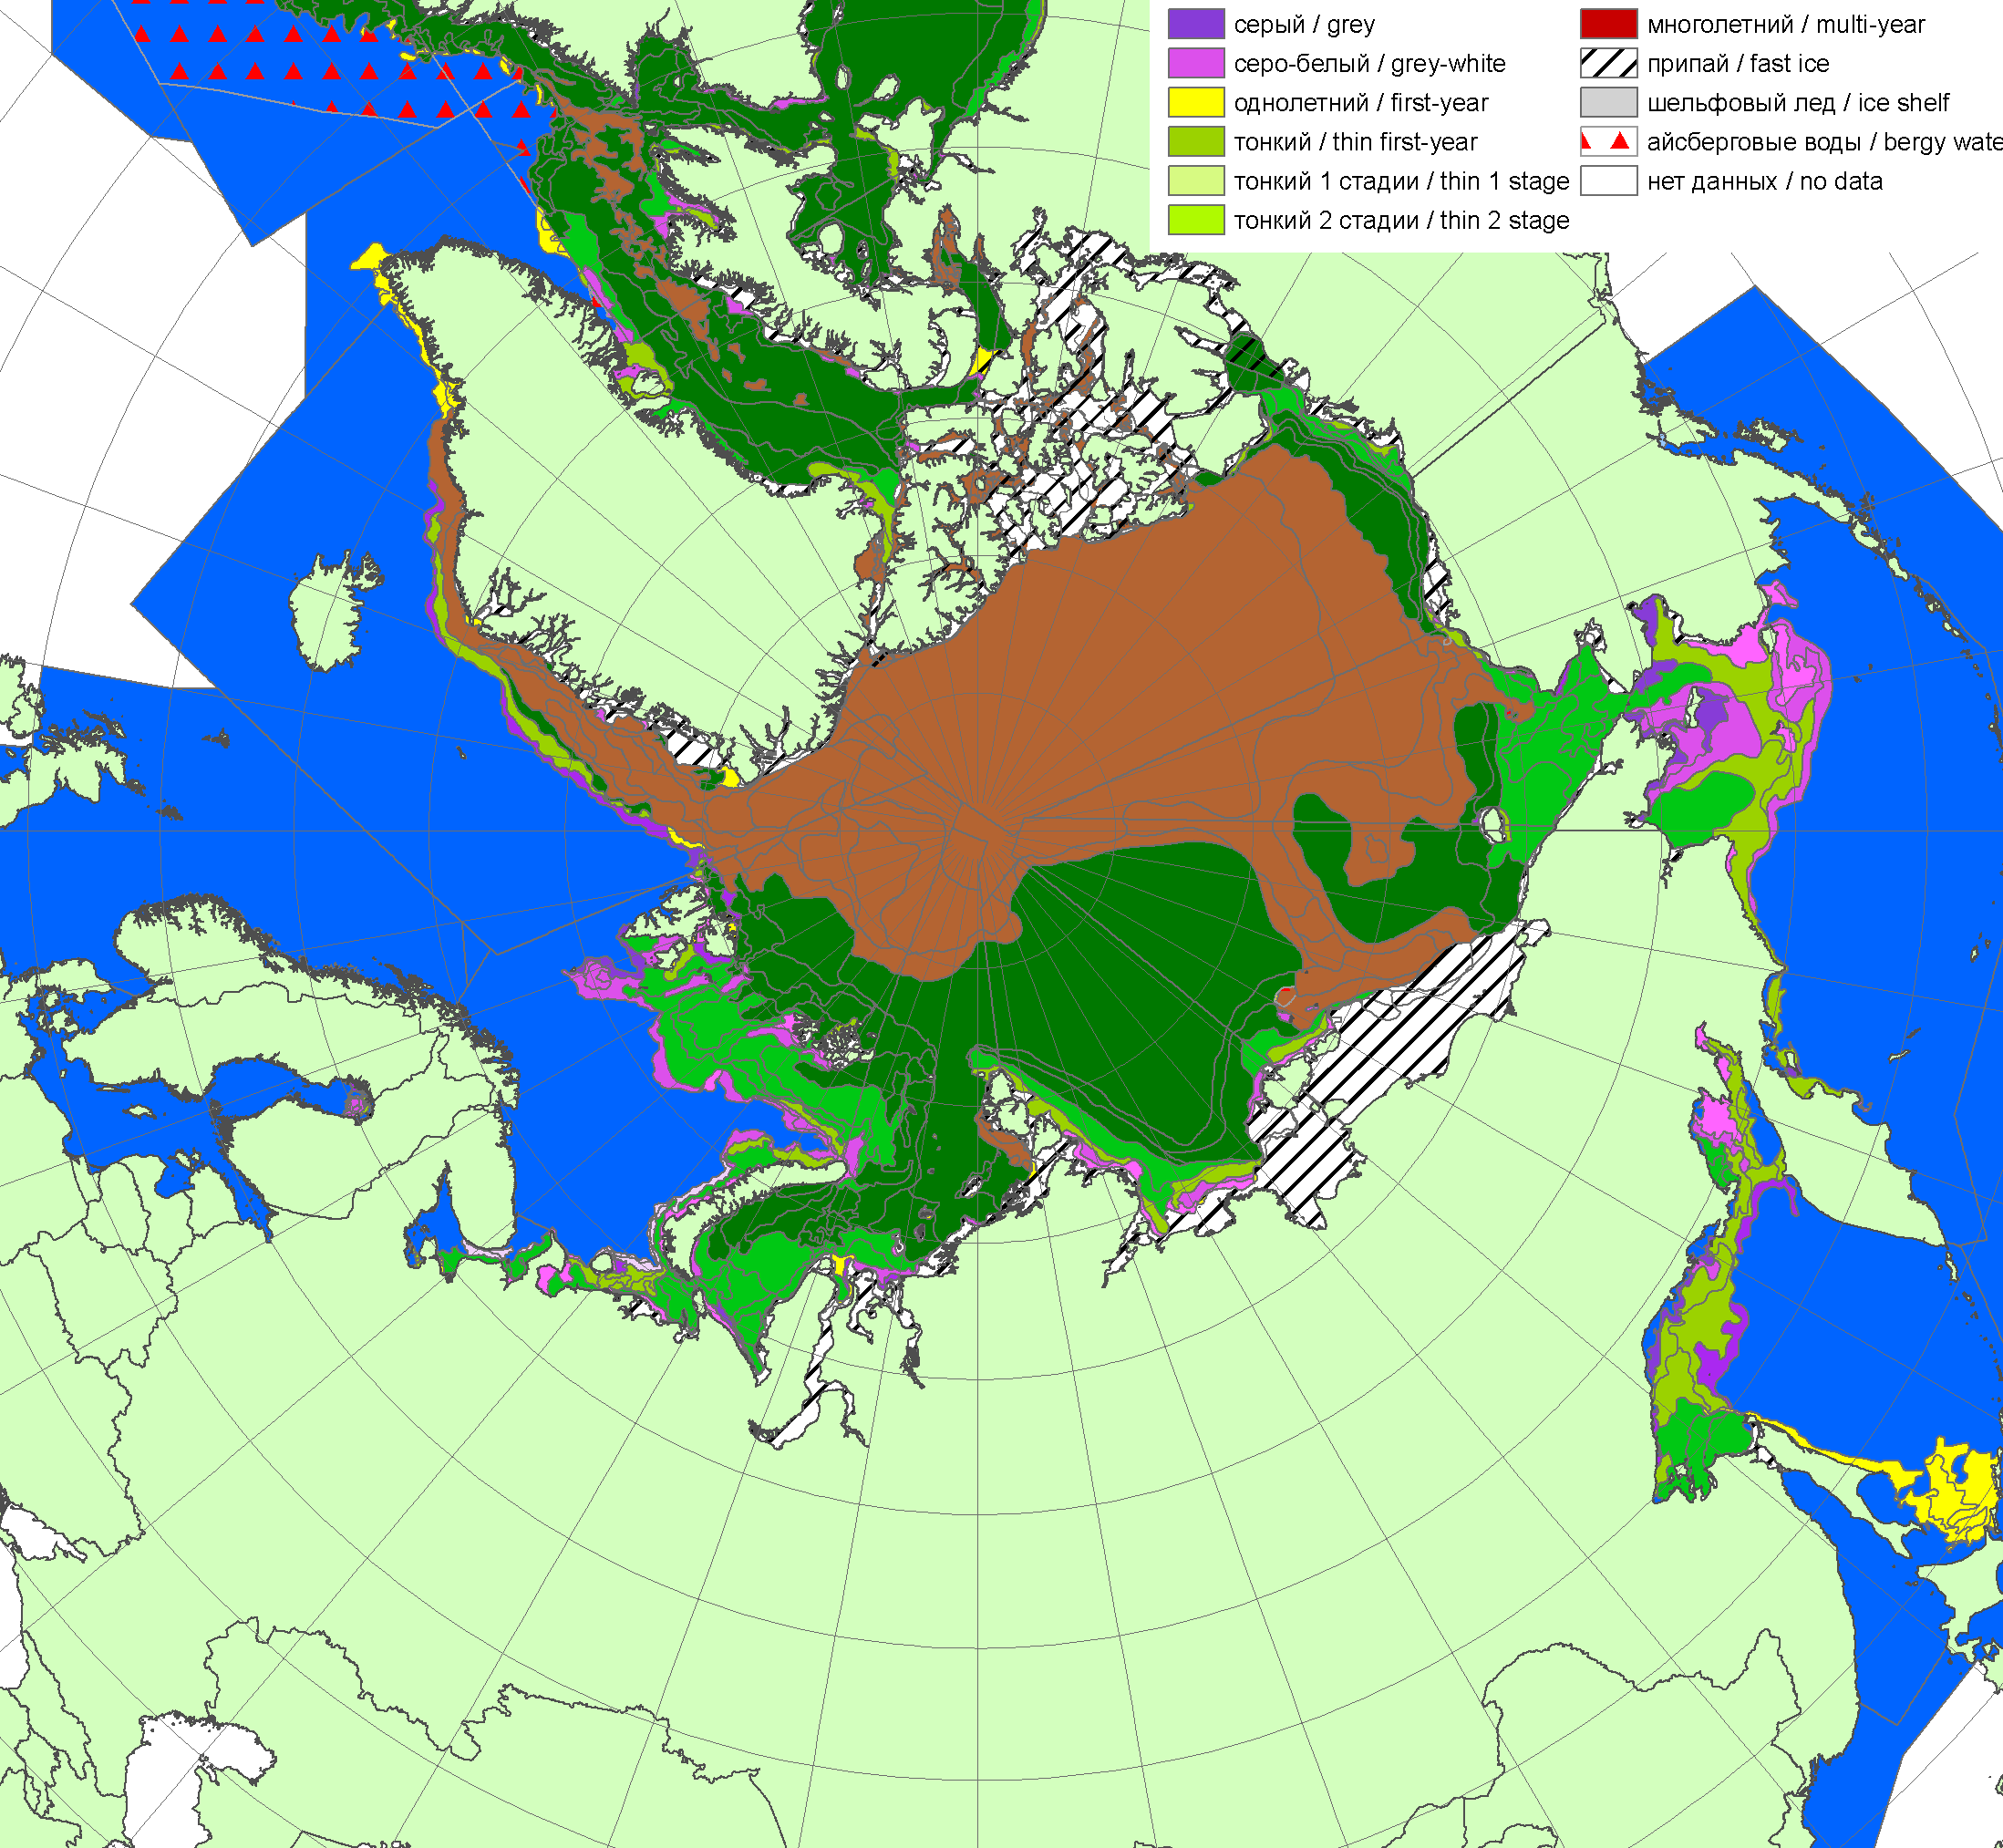 серый / grey
серо-белый / grey-white
однолетний / first-year
тонкий / thin first-year
тонкий 1 стадии / thin 1 stage
тонкий 2 стадии / thin 2 stage
многолетний / multi-year
припай / fast ice
шельфовый лед / ice shelf
айсберговые воды / bergy wate
нет данных / no data